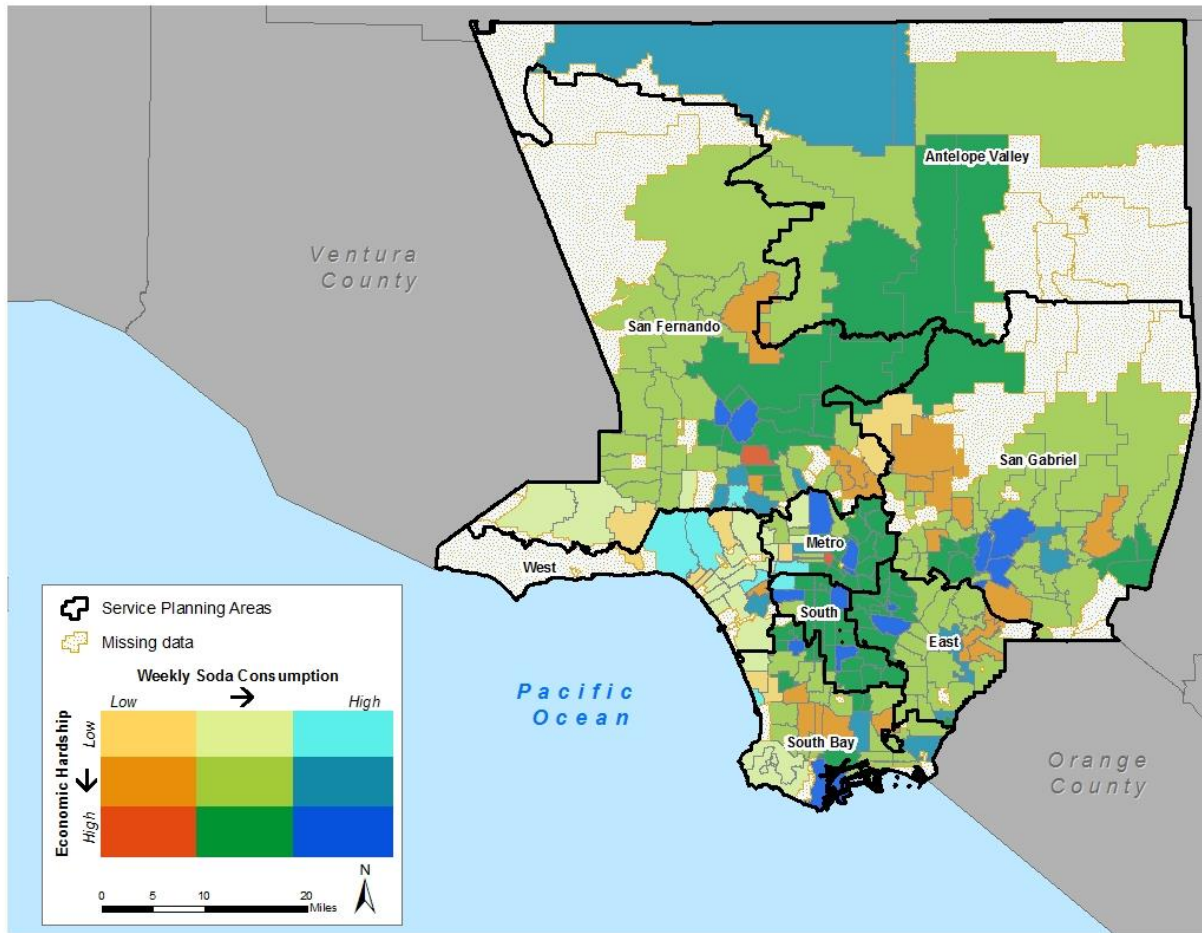 Antelope Valley
Ventura
County
San Fernando
San Gabriel
Metro
West
South
East
Pacific
Ocean
South Bay
Orange
County
Service Planning Areas
Missing data
Weekly Soda Consumption
Low
High
Economic Hardship
Low
High
N
0 5 10 20
Miles